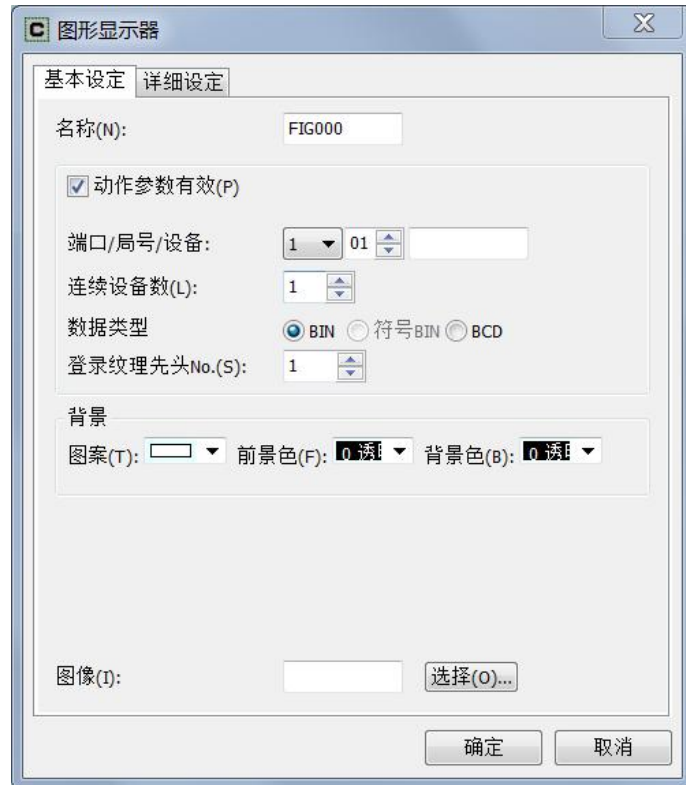 C 图形显示器
基本设定 详细设定
名称(N): FIG000
动作参数有效(P)
端口/局号/设备: 1 01
连续设备数(L): 1
数据类型 BIN 符号BIN BCD
登录纹理先头No.(S): 1
背景
图案(T): 前景色(F): 0 透 背景色(B): 0 透
图像(I): 选择(O)...
确定 取消